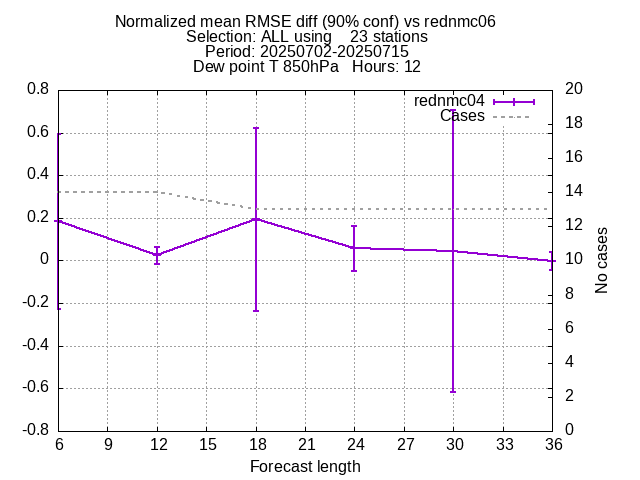 Normalized mean RMSE diff (90% conf) vs rednmc06
Selection: ALL using    23 stations
Period: 20250702-20250715
Dew point T 850hPa   Hours: 12
rednmc04
Cases
0.8
0.6
0.4
0.2
0
-0.2
-0.4
-0.6
-0.8
20
18
16
14
12
10
8
6
4
2
0
No cases
6 9 12 15 18 21 24 27 30 33 36
Forecast length